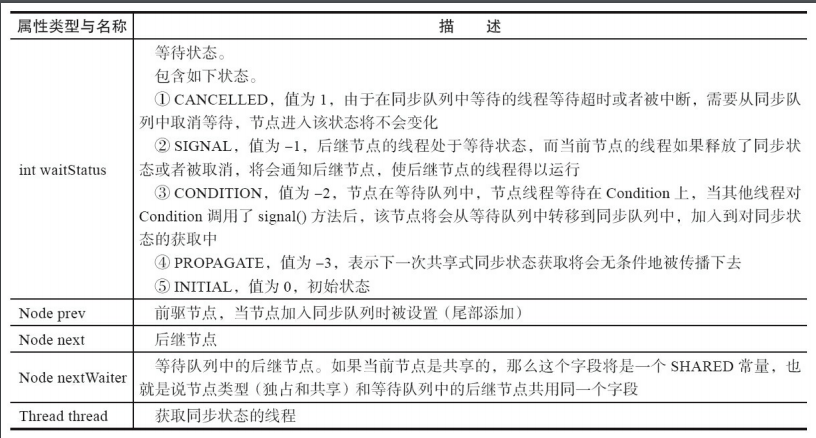 属性类型与名称 描 述
int waitStatus
等待状态。
包含如下状态。
① CANCELLED，值为 1，由于在同步队列中等待的线程等待超时或者被中断，需要从同步队
列中取消等待，节点进入该状态将不会变化
② SIGNAL，值为 –1，后继节点的线程处于等待状态，而当前节点的线程如果释放了同步状
态或者被取消，将会通知后继节点，使后继节点的线程得以运行
③ CONDITION，值为 –2，节点在等待队列中，节点线程等待在 Condition 上，当其他线程对
Condition 调用了 signal() 方法后，该节点将会从等待队列中转移到同步队列中，加入到对同步状
态的获取中
④ PROPAGATE，值为 –3，表示下一次共享式同步状态获取将会无条件地被传播下去
⑤ INITIAL，值为 0，初始状态
Node prev 前驱节点，当节点加入同步队列时被设置（尾部添加）
Node next 后继节点
Node nextWaiter
等待队列中的后继节点。如果当前节点是共享的，那么这个字段将是一个 SHARED 常量，也
就是说节点类型（独占和共享）和等待队列中的后继节点共用同一个字段
Thread thread 获取同步状态的线程